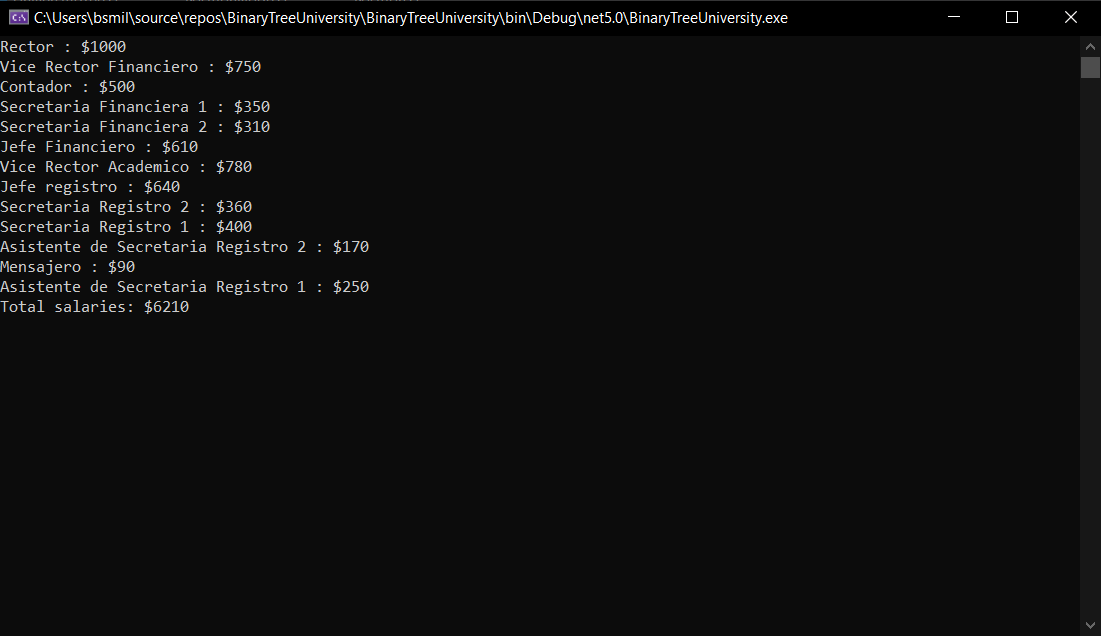 C:\Users\bsmil\source\repos\BinaryTreeUniversity\BinaryTreeUniversity\bin\Debug\net5.0\BinaryTreeUniversity.exe
Rector : $1000
Vice Rector Financiero : $750
Contador : $500
Secretaria Financiera 1 : $350
Secretaria Financiera 2 : $310
Jefe Financiero : $610
Vice Rector Academico : $780
Jefe registro : $640
Secretaria Registro 2 : $360
Secretaria Registro 1 : $400
Asistente de Secretaria Registro 2 : $170
Mensajero : $90
Asistente de Secretaria Registro 1 : $250
Total salaries: $6210